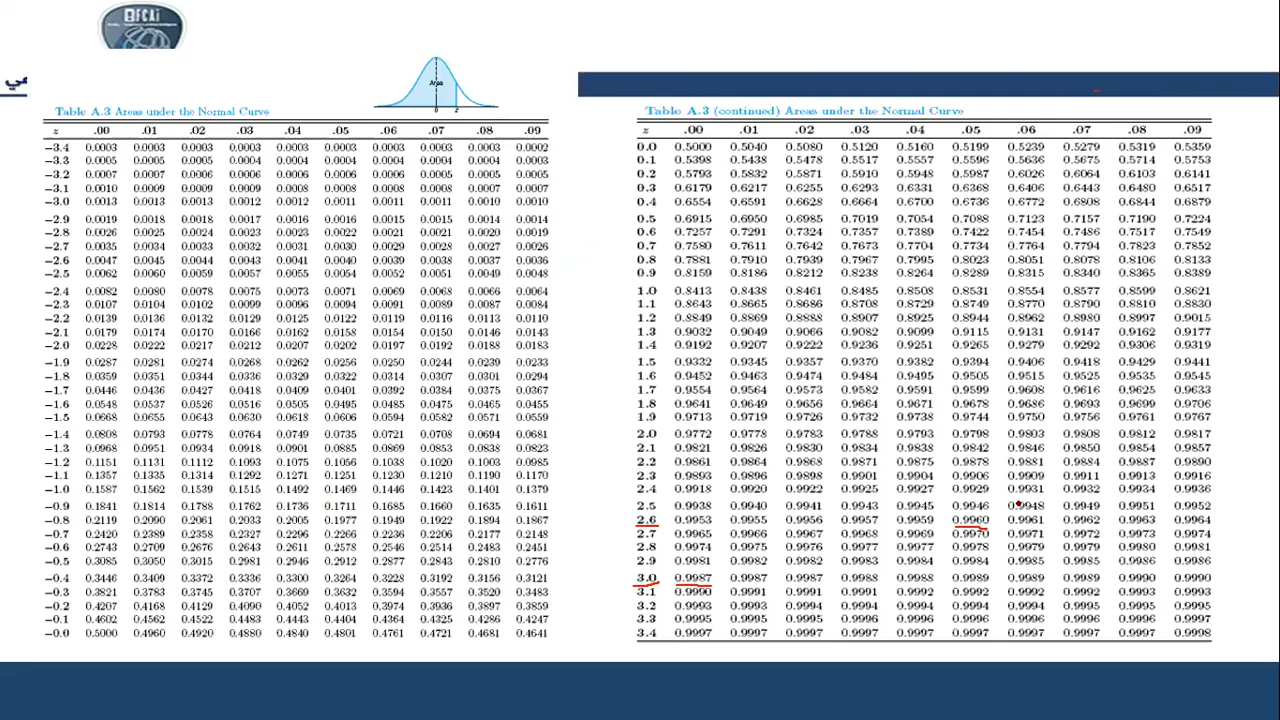 FCAi
مي
Area
0 z
Table A.3 Areas under the Normal Curve
z .00 .01 .02 .03 .04 .05 .06 .07 .08 .09
−3.4 0.0003 0.0003 0.0003 0.0003 0.0003 0.0003 0.0003 0.0003 0.0003 0.0002
−3.3 0.0005 0.0005 0.0005 0.0004 0.0004 0.0004 0.0004 0.0004 0.0004 0.0003
−3.2 0.0007 0.0007 0.0006 0.0006 0.0006 0.0006 0.0006 0.0005 0.0005 0.0005
−3.1 0.0010 0.0009 0.0009 0.0009 0.0008 0.0008 0.0008 0.0008 0.0007 0.0007
−3.0 0.0013 0.0013 0.0013 0.0012 0.0012 0.0011 0.0011 0.0011 0.0010 0.0010
−2.9 0.0019 0.0018 0.0018 0.0017 0.0016 0.0016 0.0015 0.0015 0.0014 0.0014
−2.8 0.0026 0.0025 0.0024 0.0023 0.0023 0.0022 0.0021 0.0021 0.0020 0.0019
−2.7 0.0035 0.0034 0.0033 0.0032 0.0031 0.0030 0.0029 0.0028 0.0027 0.0026
−2.6 0.0047 0.0045 0.0044 0.0043 0.0041 0.0040 0.0039 0.0038 0.0037 0.0036
−2.5 0.0062 0.0060 0.0059 0.0057 0.0055 0.0054 0.0052 0.0051 0.0049 0.0048
−2.4 0.0082 0.0080 0.0078 0.0075 0.0073 0.0071 0.0069 0.0068 0.0066 0.0064
−2.3 0.0107 0.0104 0.0102 0.0099 0.0096 0.0094 0.0091 0.0089 0.0087 0.0084
−2.2 0.0139 0.0136 0.0132 0.0129 0.0125 0.0122 0.0119 0.0116 0.0113 0.0110
−2.1 0.0179 0.0174 0.0170 0.0166 0.0162 0.0158 0.0154 0.0150 0.0146 0.0143
−2.0 0.0228 0.0222 0.0217 0.0212 0.0207 0.0202 0.0197 0.0192 0.0188 0.0183
−1.9 0.0287 0.0281 0.0274 0.0268 0.0262 0.0256 0.0250 0.0244 0.0239 0.0233
−1.8 0.0359 0.0351 0.0344 0.0336 0.0329 0.0322 0.0314 0.0307 0.0301 0.0294
−1.7 0.0446 0.0436 0.0427 0.0418 0.0409 0.0401 0.0392 0.0384 0.0375 0.0367
−1.6 0.0548 0.0537 0.0526 0.0516 0.0505 0.0495 0.0485 0.0475 0.0465 0.0455
−1.5 0.0668 0.0655 0.0643 0.0630 0.0618 0.0606 0.0594 0.0582 0.0571 0.0559
−1.4 0.0808 0.0793 0.0778 0.0764 0.0749 0.0735 0.0721 0.0708 0.0694 0.0681
−1.3 0.0968 0.0951 0.0934 0.0918 0.0901 0.0885 0.0869 0.0853 0.0838 0.0823
−1.2 0.1151 0.1131 0.1112 0.1093 0.1075 0.1056 0.1038 0.1020 0.1003 0.0985
−1.1 0.1357 0.1335 0.1314 0.1292 0.1271 0.1251 0.1230 0.1210 0.1190 0.1170
−1.0 0.1587 0.1562 0.1539 0.1515 0.1492 0.1469 0.1446 0.1423 0.1401 0.1379
−0.9 0.1841 0.1814 0.1788 0.1762 0.1736 0.1711 0.1685 0.1660 0.1635 0.1611
−0.8 0.2119 0.2090 0.2061 0.2033 0.2005 0.1977 0.1949 0.1922 0.1894 0.1867
−0.7 0.2420 0.2389 0.2358 0.2327 0.2296 0.2266 0.2236 0.2206 0.2177 0.2148
−0.6 0.2743 0.2709 0.2676 0.2643 0.2611 0.2578 0.2546 0.2514 0.2483 0.2451
−0.5 0.3085 0.3050 0.3015 0.2981 0.2946 0.2912 0.2877 0.2843 0.2810 0.2776
−0.4 0.3446 0.3409 0.3372 0.3336 0.3300 0.3264 0.3228 0.3192 0.3156 0.3121
−0.3 0.3821 0.3783 0.3745 0.3707 0.3669 0.3632 0.3594 0.3557 0.3520 0.3483
−0.2 0.4207 0.4168 0.4129 0.4090 0.4052 0.4013 0.3974 0.3936 0.3897 0.3859
−0.1 0.4602 0.4562 0.4522 0.4483 0.4443 0.4404 0.4364 0.4325 0.4286 0.4247
−0.0 0.5000 0.4960 0.4920 0.4880 0.4840 0.4801 0.4761 0.4721 0.4681 0.4641
Table A.3 (continued) Areas under the Normal Curve
z .00 .01 .02 .03 .04 .05 .06 .07 .08 .09
0.0 0.5000 0.5040 0.5080 0.5120 0.5160 0.5199 0.5239 0.5279 0.5319 0.5359
0.1 0.5398 0.5438 0.5478 0.5517 0.5557 0.5596 0.5636 0.5675 0.5714 0.5753
0.2 0.5793 0.5832 0.5871 0.5910 0.5948 0.5987 0.6026 0.6064 0.6103 0.6141
0.3 0.6179 0.6217 0.6255 0.6293 0.6331 0.6368 0.6406 0.6443 0.6480 0.6517
0.4 0.6554 0.6591 0.6628 0.6664 0.6700 0.6736 0.6772 0.6808 0.6844 0.6879
0.5 0.6915 0.6950 0.6985 0.7019 0.7054 0.7088 0.7123 0.7157 0.7190 0.7224
0.6 0.7257 0.7291 0.7324 0.7357 0.7389 0.7422 0.7454 0.7486 0.7517 0.7549
0.7 0.7580 0.7611 0.7642 0.7673 0.7704 0.7734 0.7764 0.7794 0.7823 0.7852
0.8 0.7881 0.7910 0.7939 0.7967 0.7995 0.8023 0.8051 0.8078 0.8106 0.8133
0.9 0.8159 0.8186 0.8212 0.8238 0.8264 0.8289 0.8315 0.8340 0.8365 0.8389
1.0 0.8413 0.8438 0.8461 0.8485 0.8508 0.8531 0.8554 0.8577 0.8599 0.8621
1.1 0.8643 0.8665 0.8686 0.8708 0.8729 0.8749 0.8770 0.8790 0.8810 0.8830
1.2 0.8849 0.8869 0.8888 0.8907 0.8925 0.8944 0.8962 0.8980 0.8997 0.9015
1.3 0.9032 0.9049 0.9066 0.9082 0.9099 0.9115 0.9131 0.9147 0.9162 0.9177
1.4 0.9192 0.9207 0.9222 0.9236 0.9251 0.9265 0.9279 0.9292 0.9306 0.9319
1.5 0.9332 0.9345 0.9357 0.9370 0.9382 0.9394 0.9406 0.9418 0.9429 0.9441
1.6 0.9452 0.9463 0.9474 0.9484 0.9495 0.9505 0.9515 0.9525 0.9535 0.9545
1.7 0.9554 0.9564 0.9573 0.9582 0.9591 0.9599 0.9608 0.9616 0.9625 0.9633
1.8 0.9641 0.9649 0.9656 0.9664 0.9671 0.9678 0.9686 0.9693 0.9699 0.9706
1.9 0.9713 0.9719 0.9726 0.9732 0.9738 0.9744 0.9750 0.9756 0.9761 0.9767
2.0 0.9772 0.9778 0.9783 0.9788 0.9793 0.9798 0.9803 0.9808 0.9812 0.9817
2.1 0.9821 0.9826 0.9830 0.9834 0.9838 0.9842 0.9846 0.9850 0.9854 0.9857
2.2 0.9861 0.9864 0.9868 0.9871 0.9875 0.9878 0.9881 0.9884 0.9887 0.9890
2.3 0.9893 0.9896 0.9898 0.9901 0.9904 0.9906 0.9909 0.9911 0.9913 0.9916
2.4 0.9918 0.9920 0.9922 0.9925 0.9927 0.9929 0.9931 0.9932 0.9934 0.9936
2.5 0.9938 0.9940 0.9941 0.9943 0.9945 0.9946 0.9948 0.9949 0.9951 0.9952
2.6 0.9953 0.9955 0.9956 0.9957 0.9959 0.9960 0.9961 0.9962 0.9963 0.9964
2.7 0.9965 0.9966 0.9967 0.9968 0.9969 0.9970 0.9971 0.9972 0.9973 0.9974
2.8 0.9974 0.9975 0.9976 0.9977 0.9977 0.9978 0.9979 0.9979 0.9980 0.9981
2.9 0.9981 0.9982 0.9982 0.9983 0.9984 0.9984 0.9985 0.9985 0.9986 0.9986
3.0 0.9987 0.9987 0.9987 0.9988 0.9988 0.9989 0.9989 0.9989 0.9990 0.9990
3.1 0.9990 0.9991 0.9991 0.9991 0.9992 0.9992 0.9992 0.9992 0.9993 0.9993
3.2 0.9993 0.9993 0.9994 0.9994 0.9994 0.9994 0.9994 0.9995 0.9995 0.9995
3.3 0.9995 0.9995 0.9995 0.9996 0.9996 0.9996 0.9996 0.9996 0.9996 0.9997
3.4 0.9997 0.9997 0.9997 0.9997 0.9997 0.9997 0.9997 0.9997 0.9997 0.9998